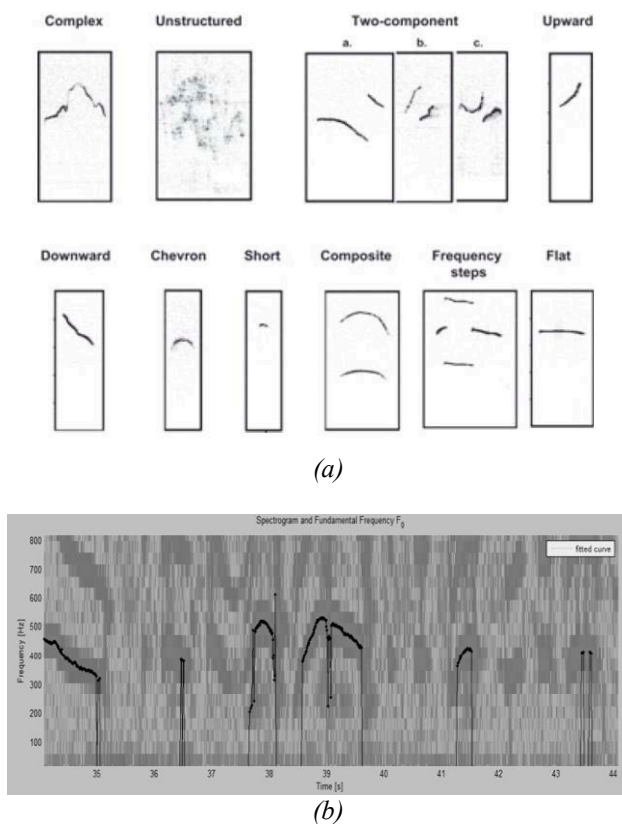 Complex Unstructured Two-component Upward
a. b. c.
Downward Chevron Short Composite Frequency steps Flat
(a)
Spectrogram and Fundamental Frequency F0
fitted curve
800
700
600
500
400
300
200
100
Frequency [Hz]
35 36 37 38 39 40 41 42 43 44
Time [s]
(b)